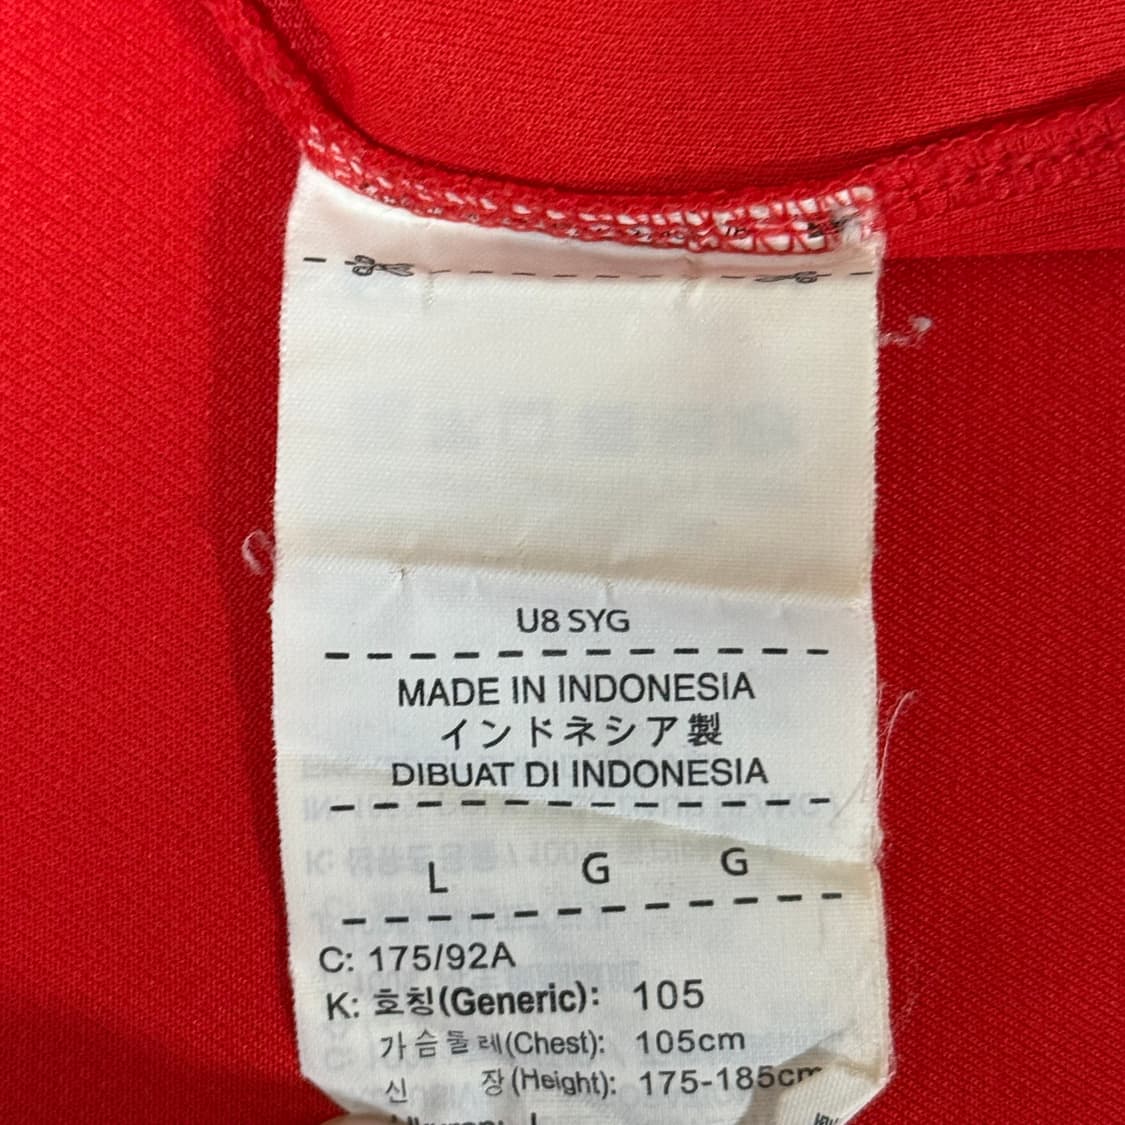 U8 SYG
MADE IN INDONESIA
インドネシア製
DIBUAT DI INDONESIA
L G G
C: 175/92A
K: 호칭(Generic): 105
가슴둘레(Chest): 105cm
신 장(Height): 175-185cm